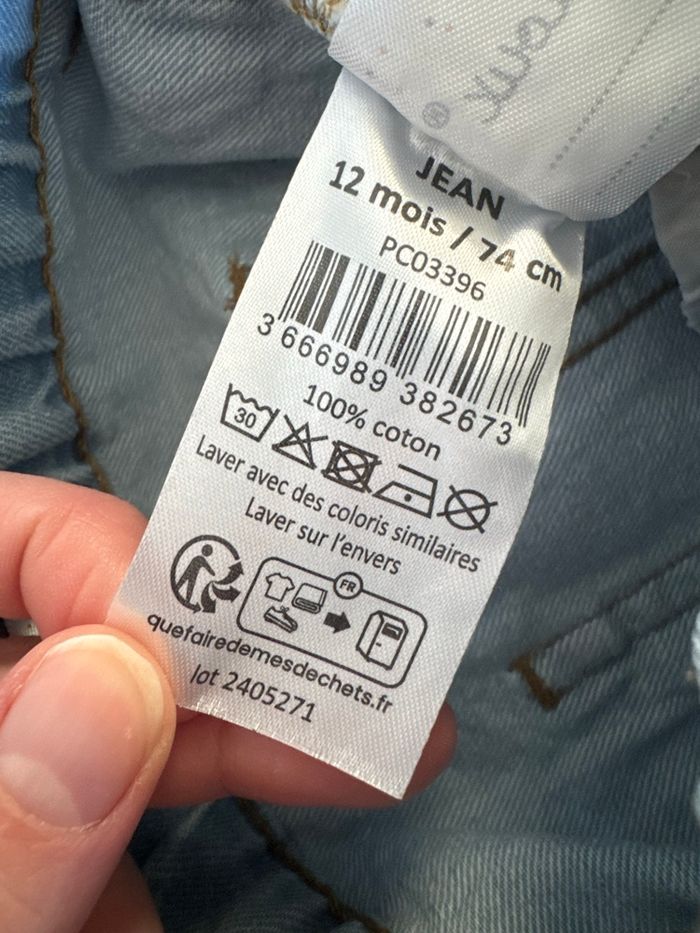 JEAN
12 mois / 74 cm
PC03396
3 666989 382673
100% coton
30
Laver avec des coloris similaires
Laver sur l'envers
FR
quefairedemesdechets.fr
lot 2405271